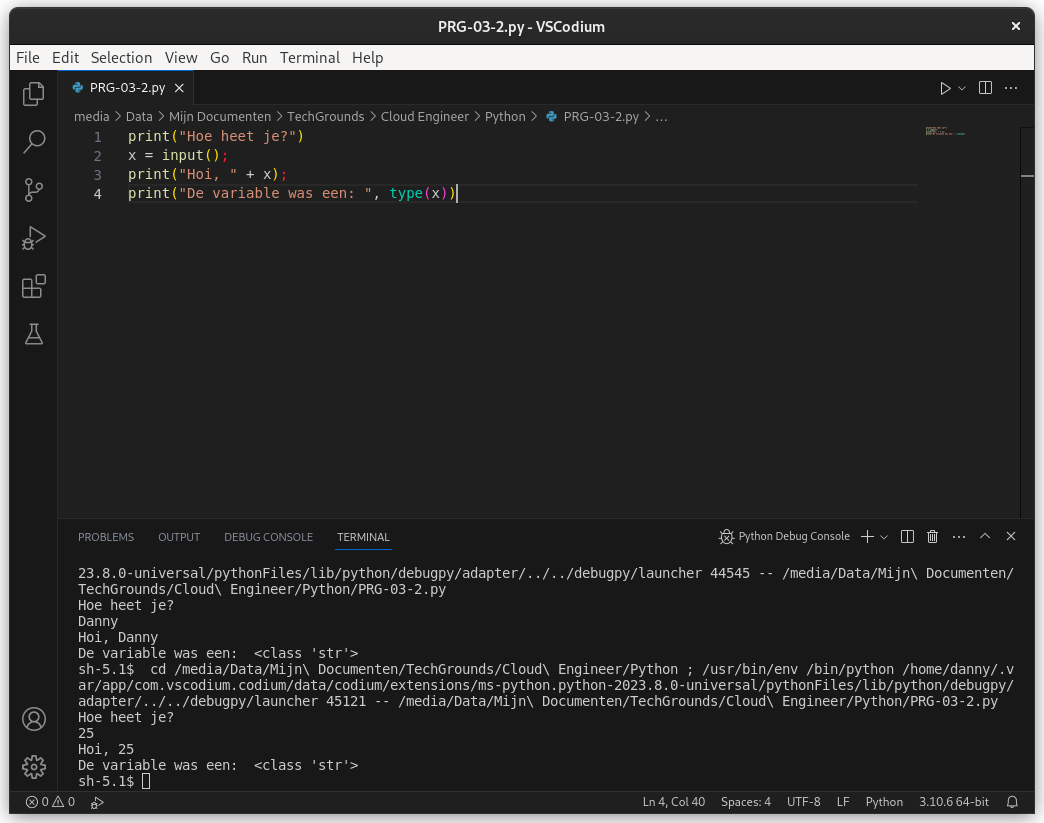 PRG-03-2.py - VSCodium
File Edit Selection View Go Run Terminal Help
PRG-03-2.py
media > Data > Mijn Documenten > TechGrounds > Cloud Engineer > Python > PRG-03-2.py > ...
1 print("Hoe heet je?")
2 x = input();
3 print("Hoi, " + x);
4 print("De variable was een: ", type(x))
PROBLEMS OUTPUT DEBUG CONSOLE TERMINAL Python Debug Console
23.8.0-universal/pythonFiles/lib/python/debugpy/adapter/../../debugpy/launcher 44545 -- /media/Data/Mijn\ Documenten/
TechGrounds/Cloud\ Engineer/Python/PRG-03-2.py
Hoe heet je?
Danny
Hoi, Danny
De variable was een:  <class 'str'>
sh-5.1$  cd /media/Data/Mijn\ Documenten/TechGrounds/Cloud\ Engineer/Python ; /usr/bin/env /bin/python /home/danny/.v
ar/app/com.vscodium.codium/data/codium/extensions/ms-python.python-2023.8.0-universal/pythonFiles/lib/python/debugpy/
adapter/../../debugpy/launcher 45121 -- /media/Data/Mijn\ Documenten/TechGrounds/Cloud\ Engineer/Python/PRG-03-2.py
Hoe heet je?
25
Hoi, 25
De variable was een:  <class 'str'>
sh-5.1$
0 0 Ln 4, Col 40 Spaces: 4 UTF-8 LF Python 3.10.6 64-bit